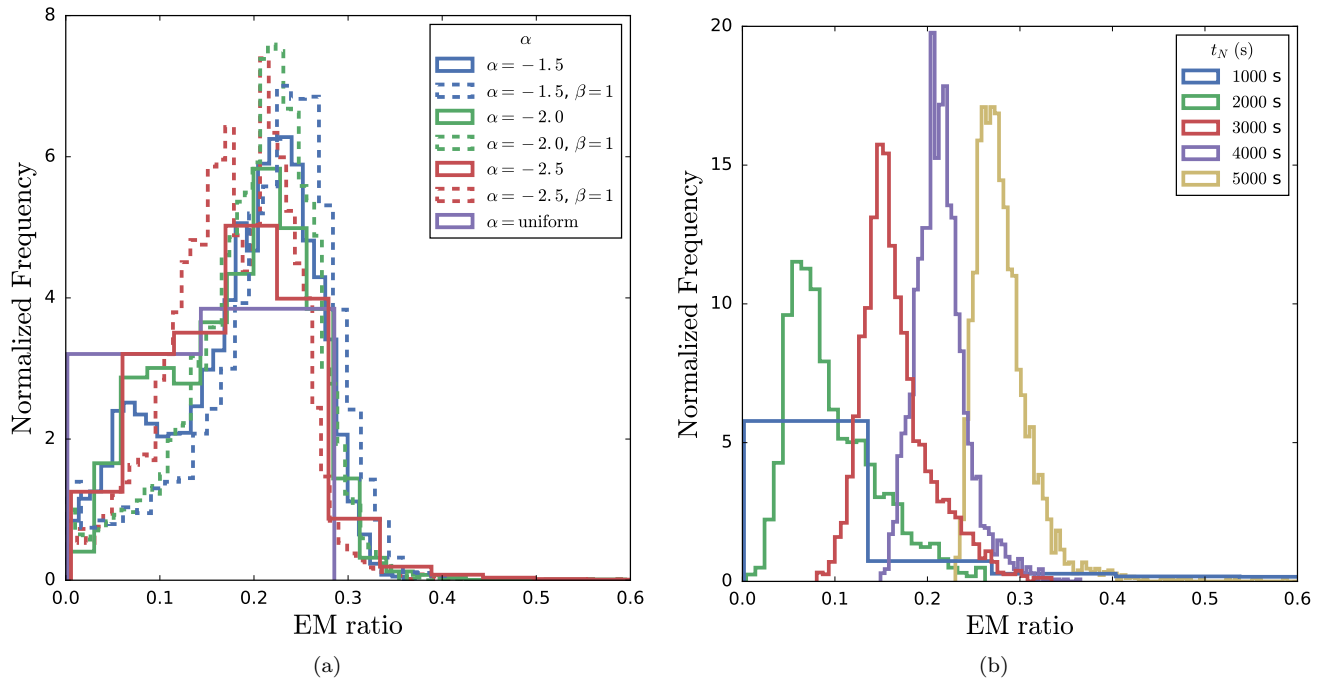 8
6
4
2
0
Normalized Frequency
0.0 0.1 0.2 0.3 0.4 0.5 0.6
EM ratio
α
α = −1.5
α = −1.5, β = 1
α = −2.0
α = −2.0, β = 1
α = −2.5
α = −2.5, β = 1
α = uniform
(a)
20
15
10
5
0
Normalized Frequency
0.0 0.1 0.2 0.3 0.4 0.5 0.6
EM ratio
t_N (s)
1000 s
2000 s
3000 s
4000 s
5000 s
(b)